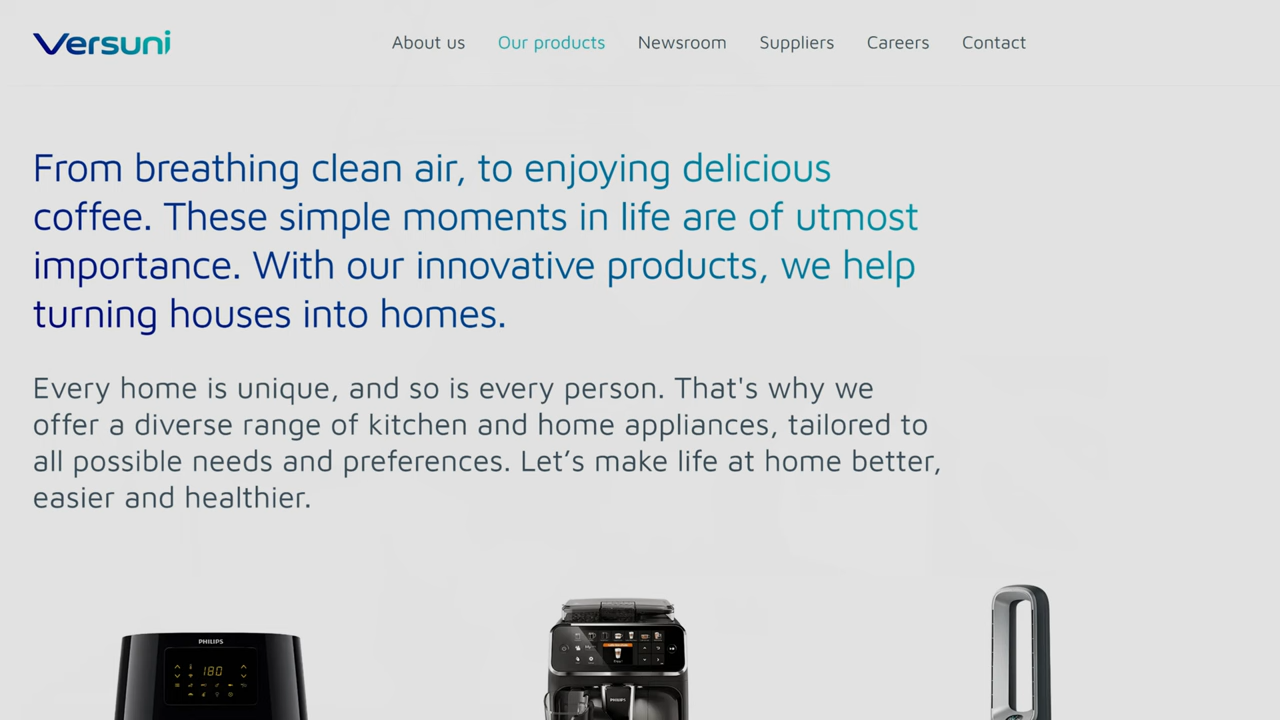 Versuni
About us Our products Newsroom Suppliers Careers Contact
From breathing clean air, to enjoying delicious
coffee. These simple moments in life are of utmost
importance. With our innovative products, we help
turning houses into homes.
Every home is unique, and so is every person. That's why we
offer a diverse range of kitchen and home appliances, tailored to
all possible needs and preferences. Let’s make life at home better,
easier and healthier.
PHILIPS
180
PHILIPS